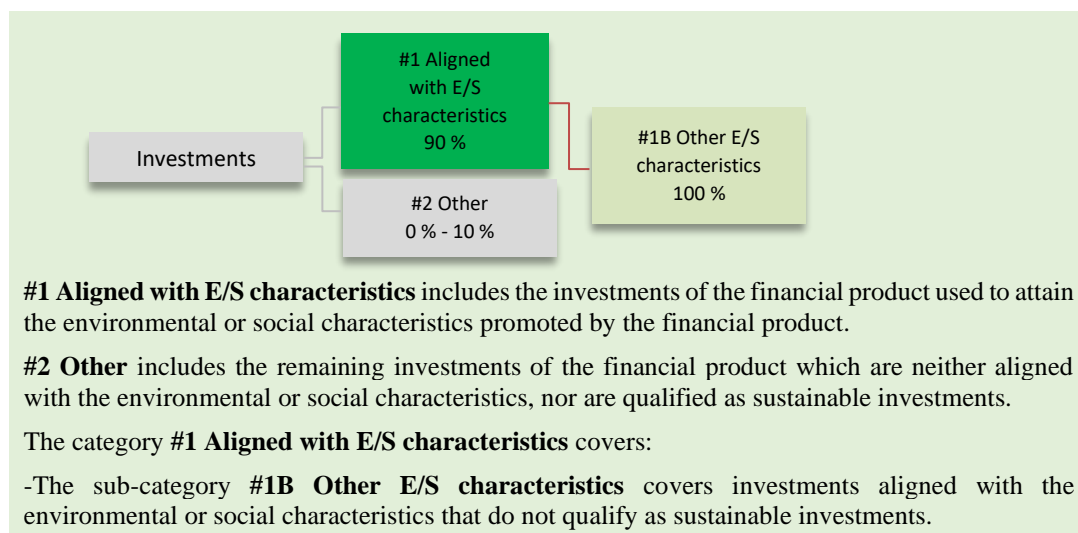 #1 Aligned
with E/S
characteristics
90 %
Investments
#1B Other E/S
characteristics
100 %
#2 Other
0 % - 10 %
#1 Aligned with E/S characteristics includes the investments of the financial product used to attain
the environmental or social characteristics promoted by the financial product.
#2 Other includes the remaining investments of the financial product which are neither aligned
with the environmental or social characteristics, nor are qualified as sustainable investments.
The category #1 Aligned with E/S characteristics covers:
-The sub-category #1B Other E/S characteristics covers investments aligned with the
environmental or social characteristics that do not qualify as sustainable investments.